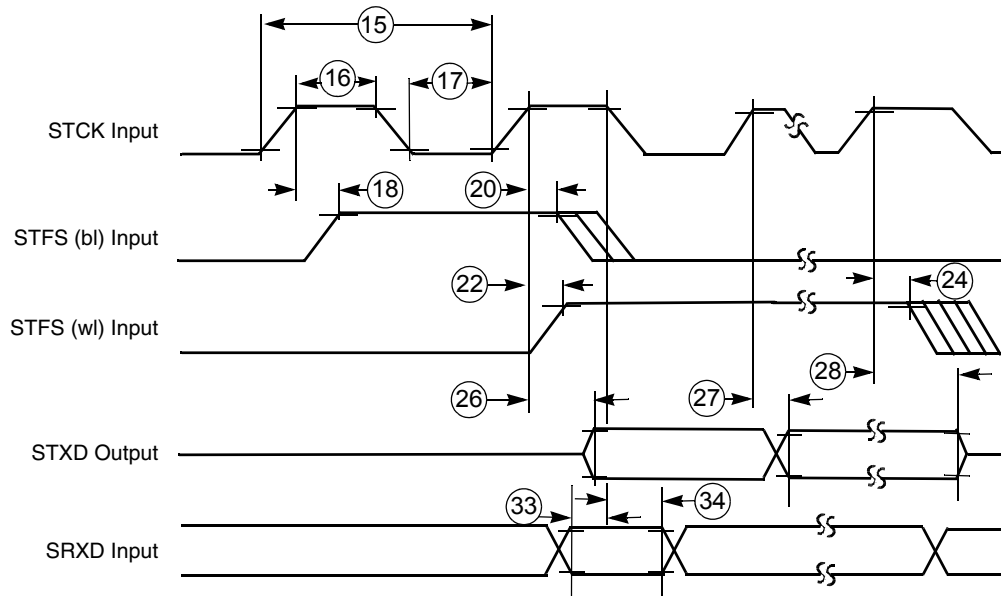 15
16
17
STCK Input
18
20
STFS (bl) Input
22
24
STFS (wl) Input
26
27
28
STXD Output
33
34
SRXD Input